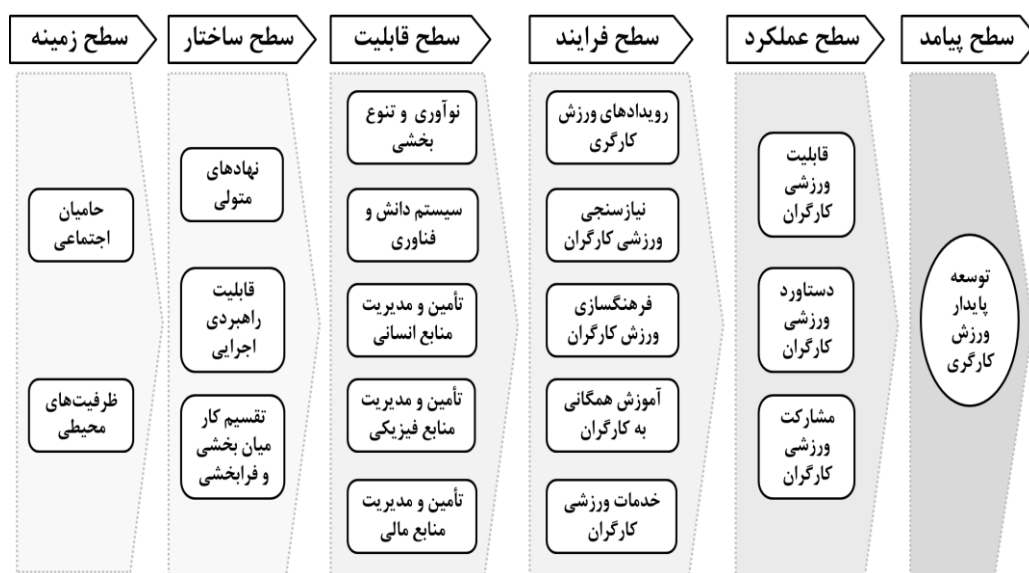 سطح زمینه
سطح ساختار
سطح قابلیت
سطح فرایند
سطح عملکرد
سطح پیامد
حامیان
اجتماعی
ظرفیت‌های
محیطی
نهادهای
متولی
قابلیت
راهبردی
اجرایی
تقسیم کار
میان بخشی
و فرابخشی
نوآوری و تنوع
بخشی
سیستم دانش و
فناوری
تأمین و مدیریت
منابع انسانی
تأمین و مدیریت
منابع فیزیکی
تأمین و مدیریت
منابع مالی
رویدادهای ورزش
کارگری
نیازسنجی
ورزشی کارگران
فرهنگسازی
ورزش کارگران
آموزش همگانی
به کارگران
خدمات ورزشی
کارگران
قابلیت
ورزشی
کارگران
دستاورد
ورزشی
کارگران
مشارکت
ورزشی
کارگران
توسعه
پایدار
ورزش
کارگری